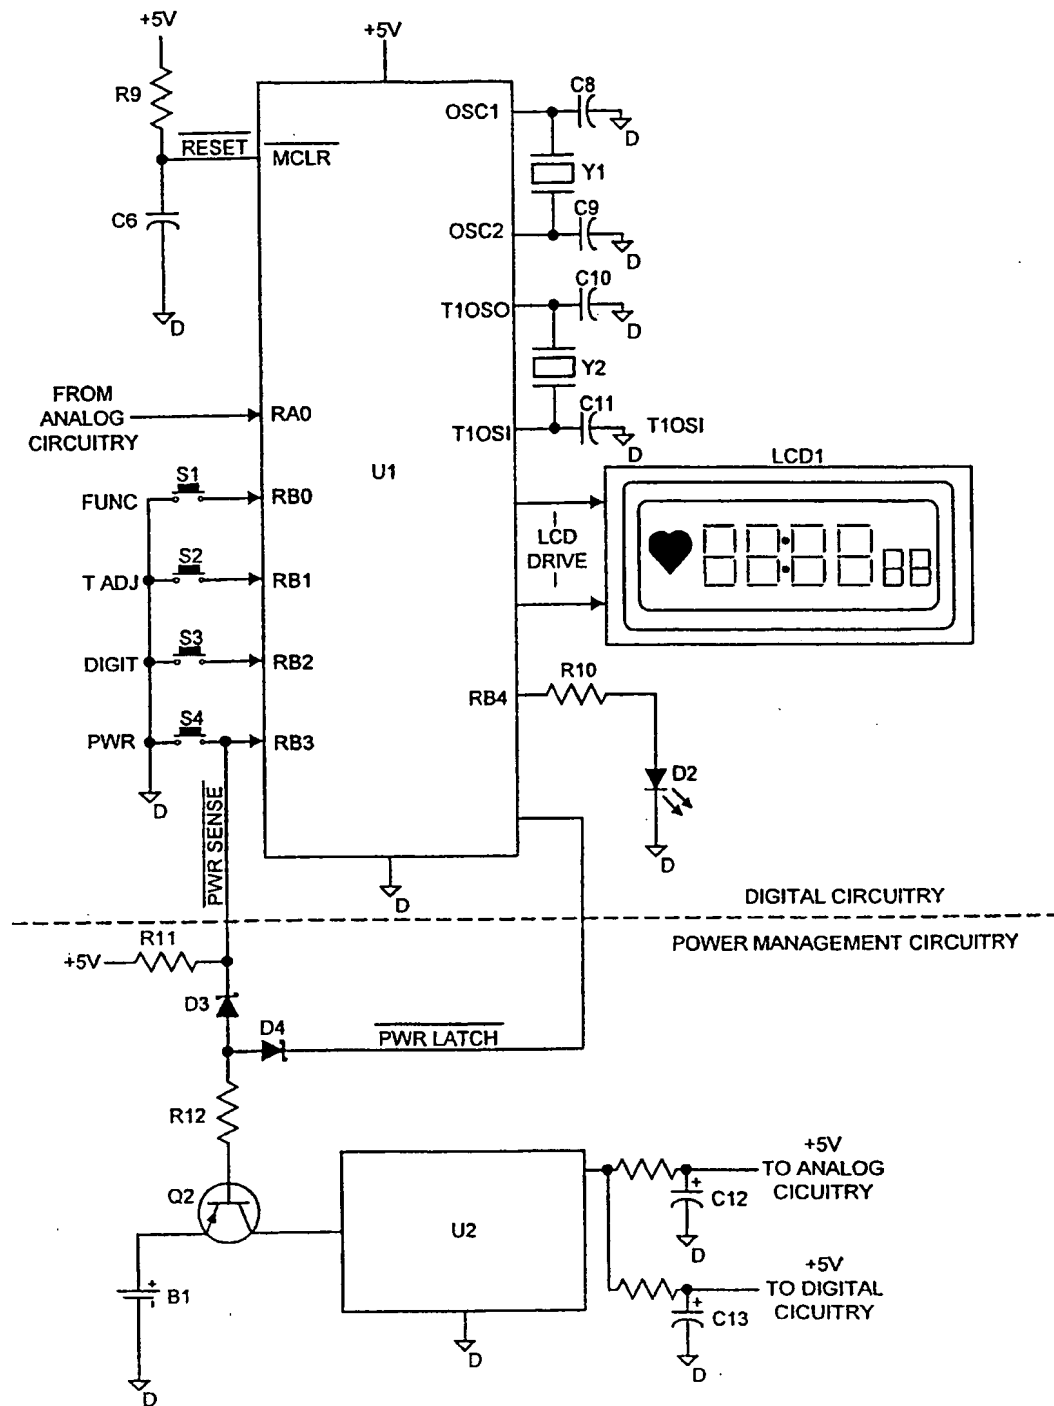 +5V
+5V
R9
RESET
MCLR
C6
D
OSC1
C8
D
Y1
C9
OSC2
D
C10
T1OSO
D
Y2
C11
T1OSI
D
T1OSI
FROM
ANALOG
CIRCUITRY
RA0
U1
LCD1
FUNC
S1
RB0
LCD
DRIVE
T ADJ
S2
RB1
DIGIT
S3
RB2
PWR
S4
RB3
RB4
R10
D2
D
D
PWR SENSE
D
DIGITAL CIRCUITRY
POWER MANAGEMENT CIRCUITRY
R11
+5V
D3
D4
PWR LATCH
R12
Q2
U2
+5V
TO ANALOG
CICUITRY
C12
D
+5V
TO DIGITAL
CICUITRY
C13
D
+
B1
D
D